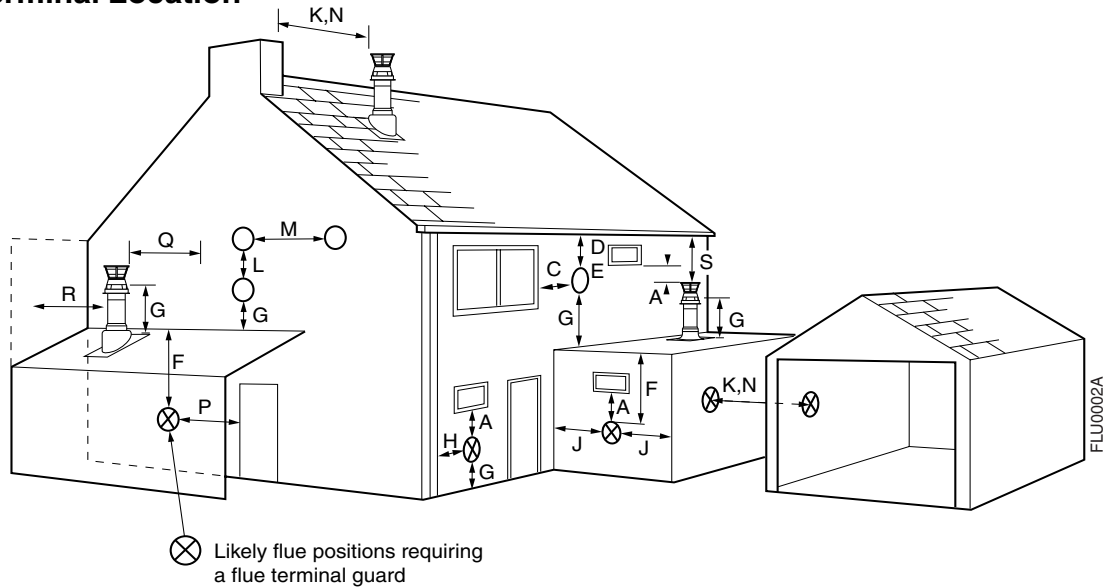 Terminal Location
K,N
M
Q
D
E
C
S
L
A
R
G
G
G
G
F
F
K,N
P
A
A
H
J
J
G
FLU0002A
Likely flue positions requiring
a flue terminal guard